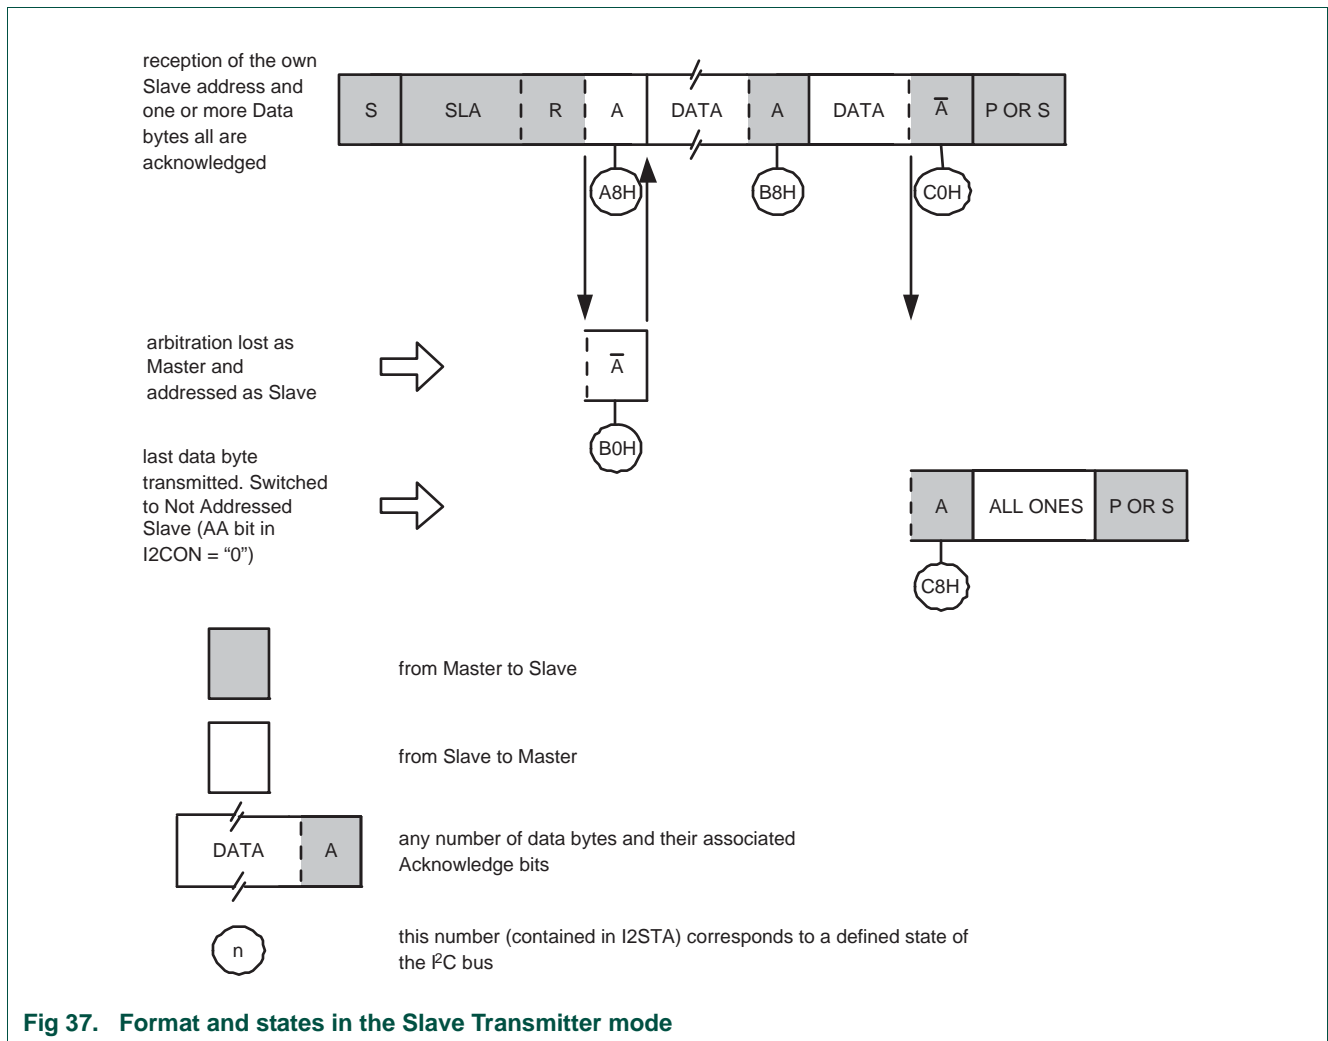 reception of the own
Slave address and
one or more Data
bytes all are
acknowledged
S SLA R A DATA A DATA A̅ P OR S
A8H B8H C0H
arbitration lost as
Master and
addressed as Slave
A̅
B0H
last data byte
transmitted. Switched
to Not Addressed
Slave (AA bit in
I2CON = “0”)
A ALL ONES P OR S
C8H
from Master to Slave
from Slave to Master
DATA A
any number of data bytes and their associated
Acknowledge bits
n
this number (contained in I2STA) corresponds to a defined state of
the I²C bus
Fig 37. Format and states in the Slave Transmitter mode